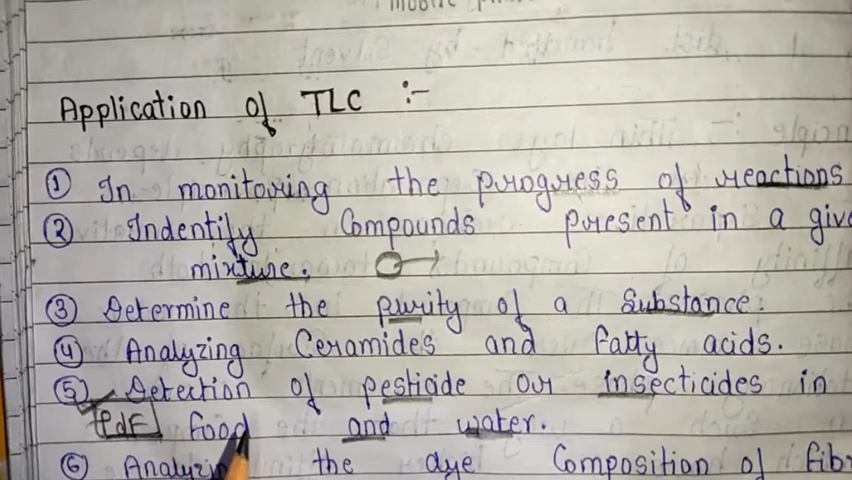 Application of TLC :-
① In monitoring the progress of reactions
② Indentify Compounds present in a give
mixture.
③ Determine the purity of a Substance.
④ Analyzing Ceramides and Fatty acids.
⑤ Detection of pesticide or insecticides in
Food and water.
⑥ the dye Composition of fib